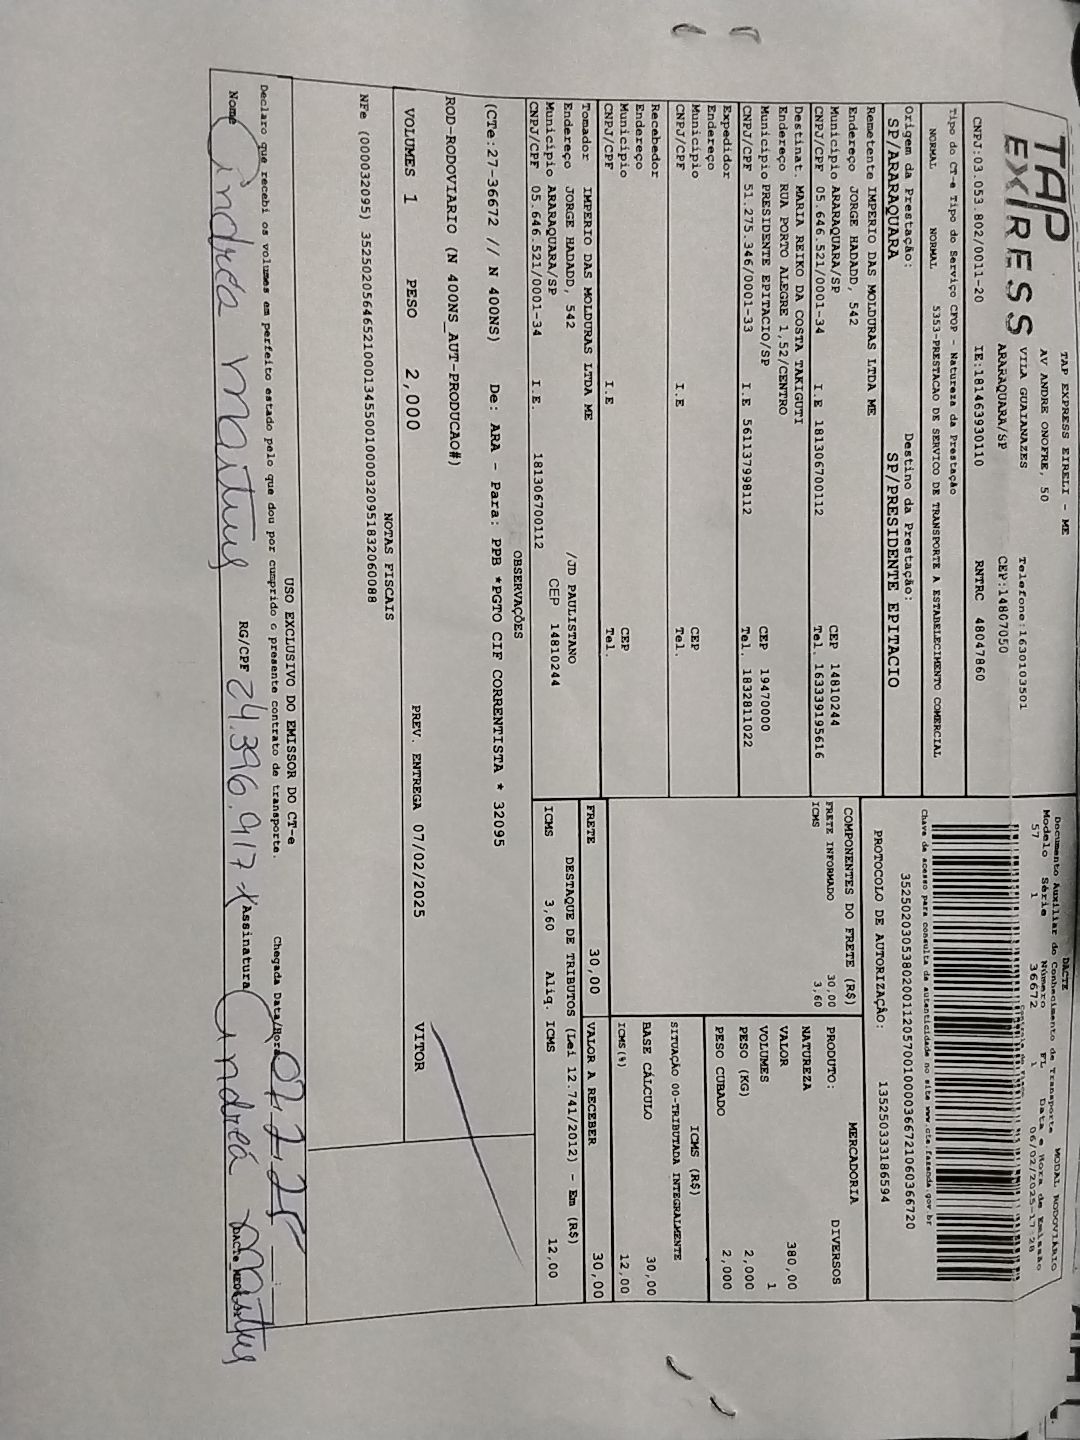 TAP EXPRESS
TAP EXPRESS EIRELI - ME
AV ANDRE ONOFRE, 50
VILA GUAIANAZES
ARARAQUARA/SP
Telefone:1630103501
CEP:14807050
CNPJ:03.053.802/0011-20 IE:181463930110 RNTRC 48047860
Tipo do CT-e Tipo do Serviço CFOP - Natureza da Prestação
NORMAL NORMAL 5353-PRESTACAO DE SERVICO DE TRANSPORTE A ESTABELECIMENTO COMERCIAL
Origem da Prestação: Destino da Prestação:
SP/ARARAQUARA SP/PRESIDENTE EPITACIO
DACTE MODAL RODOVIÁRIO
Documento Auxiliar do Conhecimento de Transporte
Modelo Série Número FL Data e Hora de Emissão
57 1 36672 1 06/02/2025-17:28
Chave de acesso para consulta de autenticidade no site www.cte.fazenda.gov.br
35250203053802001120570010000366721060366720
PROTOCOLO DE AUTORIZAÇÃO: 135250333186594
Remetente IMPERIO DAS MOLDURAS LTDA ME
Endereço JORGE HADADD, 542
Municipio ARARAQUARA/SP CEP 14810244
CNPJ/CPF 05.646.521/0001-34 I.E 181306700112 Tel. 163339195616
Destinat. MARIA REIKO DA COSTA TAKIGUTI
Endereço RUA PORTO ALEGRE 1,52/CENTRO
Municipio PRESIDENTE EPITACIO/SP CEP 19470000
CNPJ/CPF 51.275.346/0001-33 I.E 561137998112 Tel. 1832811022
Expedidor
Endereço
Municipio CEP
CNPJ/CPF I.E Tel.
Recebedor
Endereço
Municipio CEP
CNPJ/CPF I.E Tel.
Tomador IMPERIO DAS MOLDURAS LTDA ME
Endereço JORGE HADADD, 542 /JD PAULISTANO
Municipio ARARAQUARA/SP CEP 14810244
CNPJ/CPF 05.646.521/0001-34 I.E. 181306700112
COMPONENTES DO FRETE (R$)
FRETE INFORMADO 30,00
ICMS 3,60
MERCADORIA
PRODUTO: DIVERSOS
NATUREZA
VALOR 380,00
VOLUMES 1
PESO (KG) 2,000
PESO CUBADO 2,000
ICMS (R$)
SITUAÇÃO 00-TRIBUTADA INTEGRALMENTE
BASE CÁLCULO 30,00
ICMS(%) 12,00
FRETE 30,00 VALOR A RECEBER 30,00
DESTAQUE DE TRIBUTOS (Lei 12.741/2012) - Em (R$)
ICMS 3,60 Aliq. ICMS 12,00
OBSERVAÇÕES
(CTe:27-36672 // N 400NS) De: ARA - Para: PPB *PGTO CIF CORRENTISTA * 32095
ROD-RODOVIARIO (N 400NS_AUT-PRODUCAO#)
VOLUMES 1 PESO 2,000 PREV. ENTREGA 07/02/2025 VITOR
NOTAS FISCAIS
NFe (000032095) 35250205646521000134550010000320951832060088
USO EXCLUSIVO DO EMISSOR DO CT-e
Declaro que recebi os volumes em perfeito estado pelo que dou por cumprido o presente contrato de transporte. Chegada Data/Hora 07,2,25
Nome Andrea Martins RG/CPF 24.396.917-X Assinatura Andrea Martins